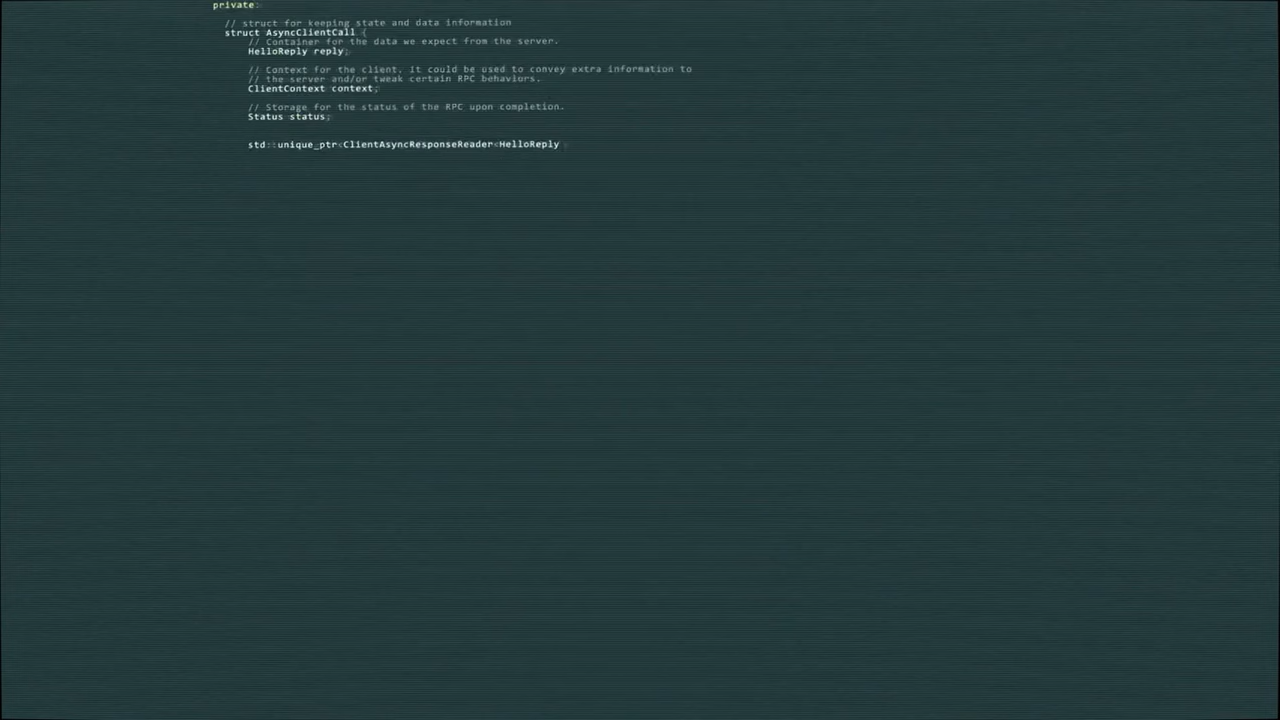 private:
// struct for keeping state and data information
struct AsyncClientCall {
// Container for the data we expect from the server.
HelloReply reply;
// Context for the client. It could be used to convey extra information to
// the server and/or tweak certain RPC behaviors.
ClientContext context;
// Storage for the status of the RPC upon completion.
Status status;
std::unique_ptr<ClientAsyncResponseReader<HelloReply